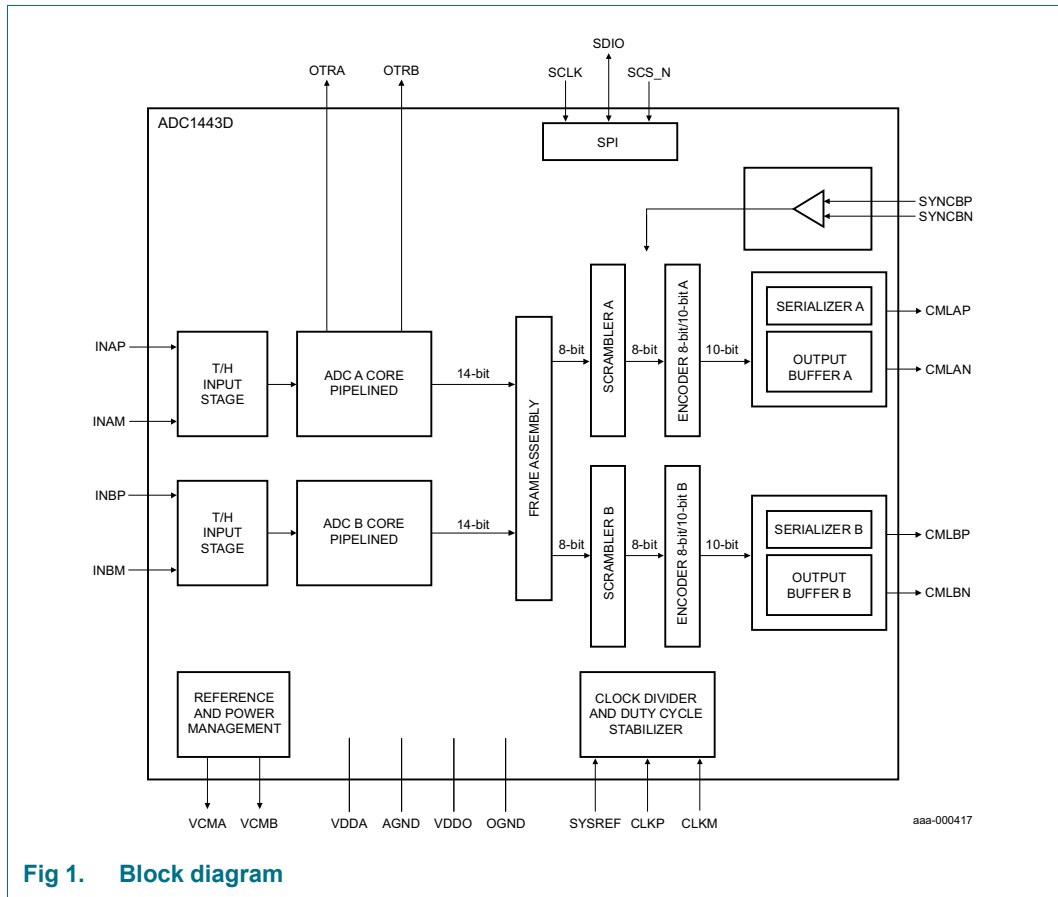 SDIO
OTRA
OTRB
SCLK
SCS_N
ADC1443D
SPI
SYNCBP
SYNCBN
INAP
INAM
T/H
INPUT
STAGE
ADC A CORE
PIPELINED
14-bit
FRAME ASSEMBLY
8-bit
SCRAMBLER A
8-bit
ENCODER 8-bit/10-bit A
10-bit
SERIALIZER A
OUTPUT
BUFFER A
CMLAP
CMLAN
INBP
INBM
T/H
INPUT
STAGE
ADC B CORE
PIPELINED
14-bit
8-bit
SCRAMBLER B
8-bit
ENCODER 8-bit/10-bit B
10-bit
SERIALIZER B
OUTPUT
BUFFER B
CMLBP
CMLBN
REFERENCE
AND POWER
MANAGEMENT
CLOCK DIVIDER
AND DUTY CYCLE
STABILIZER
VCMA
VCMB
VDDA
AGND
VDDO
OGND
SYSREF
CLKP
CLKM
aaa-000417
Fig 1. Block diagram